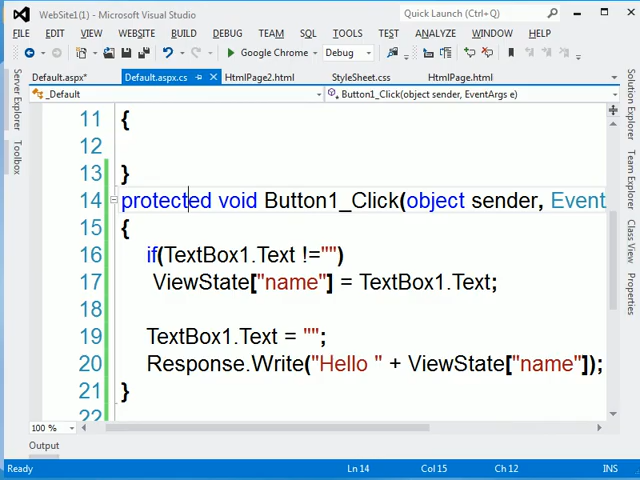 WebSite1(1) - Microsoft Visual Studio
Quick Launch (Ctrl+Q)
FILE EDIT VIEW WEBSITE BUILD DEBUG TEAM SQL TOOLS TEST ANALYZE WINDOW HELP
Google Chrome Debug
Default.aspx* Default.aspx.cs HtmlPage2.html StyleSheet.css HtmlPage.html
_Default Button1_Click(object sender, EventArgs e)
11 {
12
13 }
14 protected void Button1_Click(object sender, Event
15 {
16 if(TextBox1.Text !="")
17 ViewState["name"] = TextBox1.Text;
18
19 TextBox1.Text = "";
20 Response.Write("Hello " + ViewState["name"]);
21 }
22
100 %
Output
Ready Ln 14 Col 15 Ch 12 INS
Server Explorer
Toolbox
Solution Explorer
Team Explorer
Class View
Properties